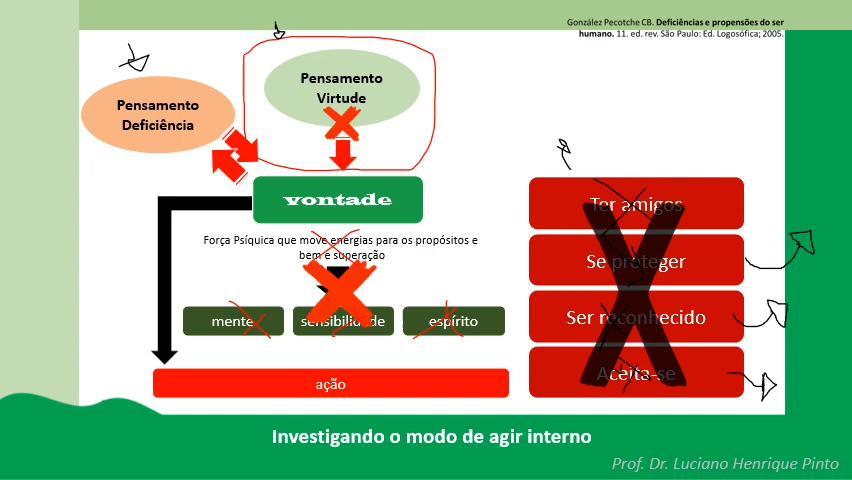 González Pecotche CB. Deficiências e propensões do ser
humano. 11. ed. rev. São Paulo: Ed. Logosófica; 2005.
Pensamento
Deficiência
Pensamento
Virtude
vontade
Força Psíquica que move energias para os propósitos e
bem e superação
mente
sensibilidade
espírito
ação
Ter amigos
Se proteger
Ser reconhecido
Aceita-se
Investigando o modo de agir interno
Prof. Dr. Luciano Henrique Pinto